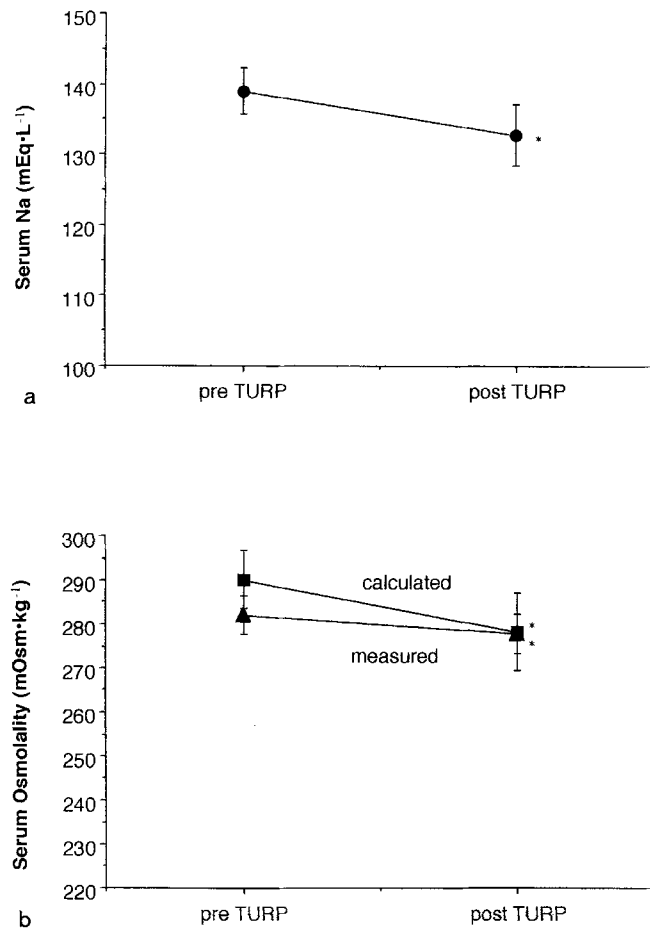 150
140
130
120
110
100
Serum Na (mEq·L⁻¹)
*
pre TURP
post TURP
a
300
290
280
270
260
250
240
230
220
Serum Osmolality (mOsm·kg⁻¹)
calculated
measured
*
*
pre TURP
post TURP
b